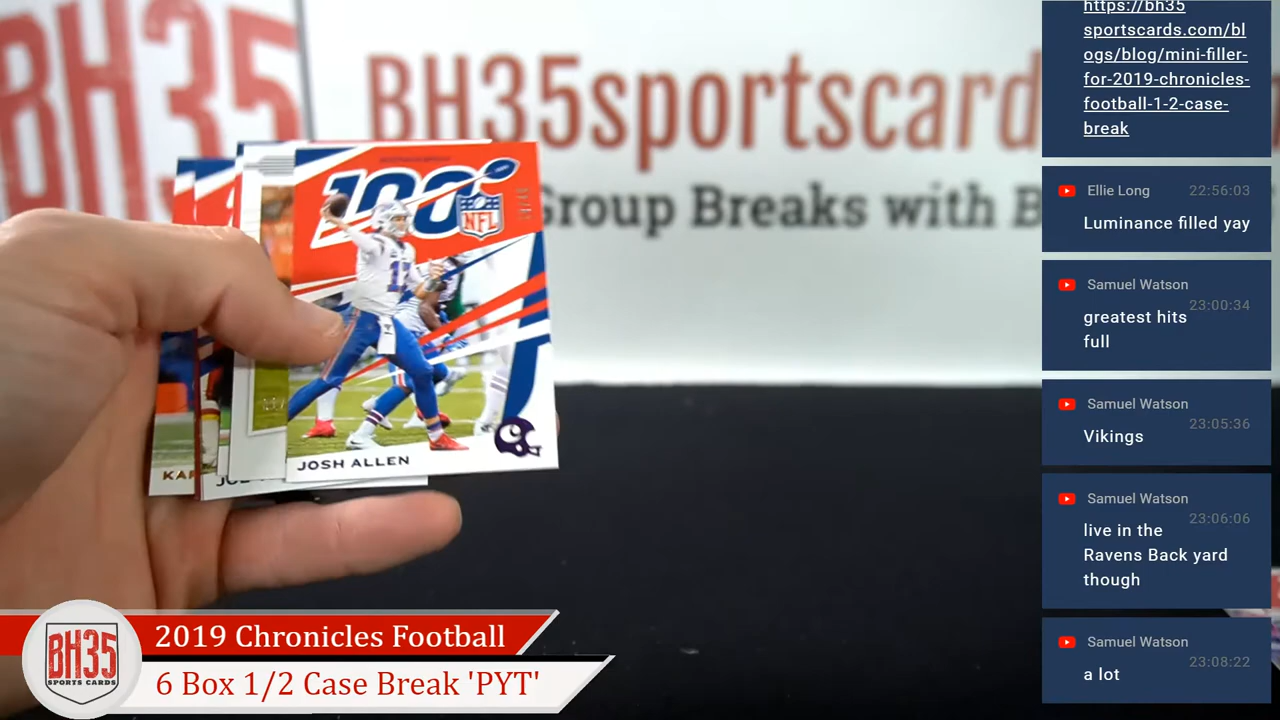 BH35
BH35sportscard
Group Breaks with B
100
NFL
JOSH ALLEN
KAR
BH35
SPORTS CARDS
2019 Chronicles Football
6 Box 1/2 Case Break 'PYT'
https://bh35
sportscards.com/bl
ogs/blog/mini-filler-
for-2019-chronicles-
football-1-2-case-
break
Ellie Long 22:56:03
Luminance filled yay
Samuel Watson 23:00:34
greatest hits
full
Samuel Watson 23:05:36
Vikings
Samuel Watson 23:06:06
live in the
Ravens Back yard
though
Samuel Watson 23:08:22
a lot